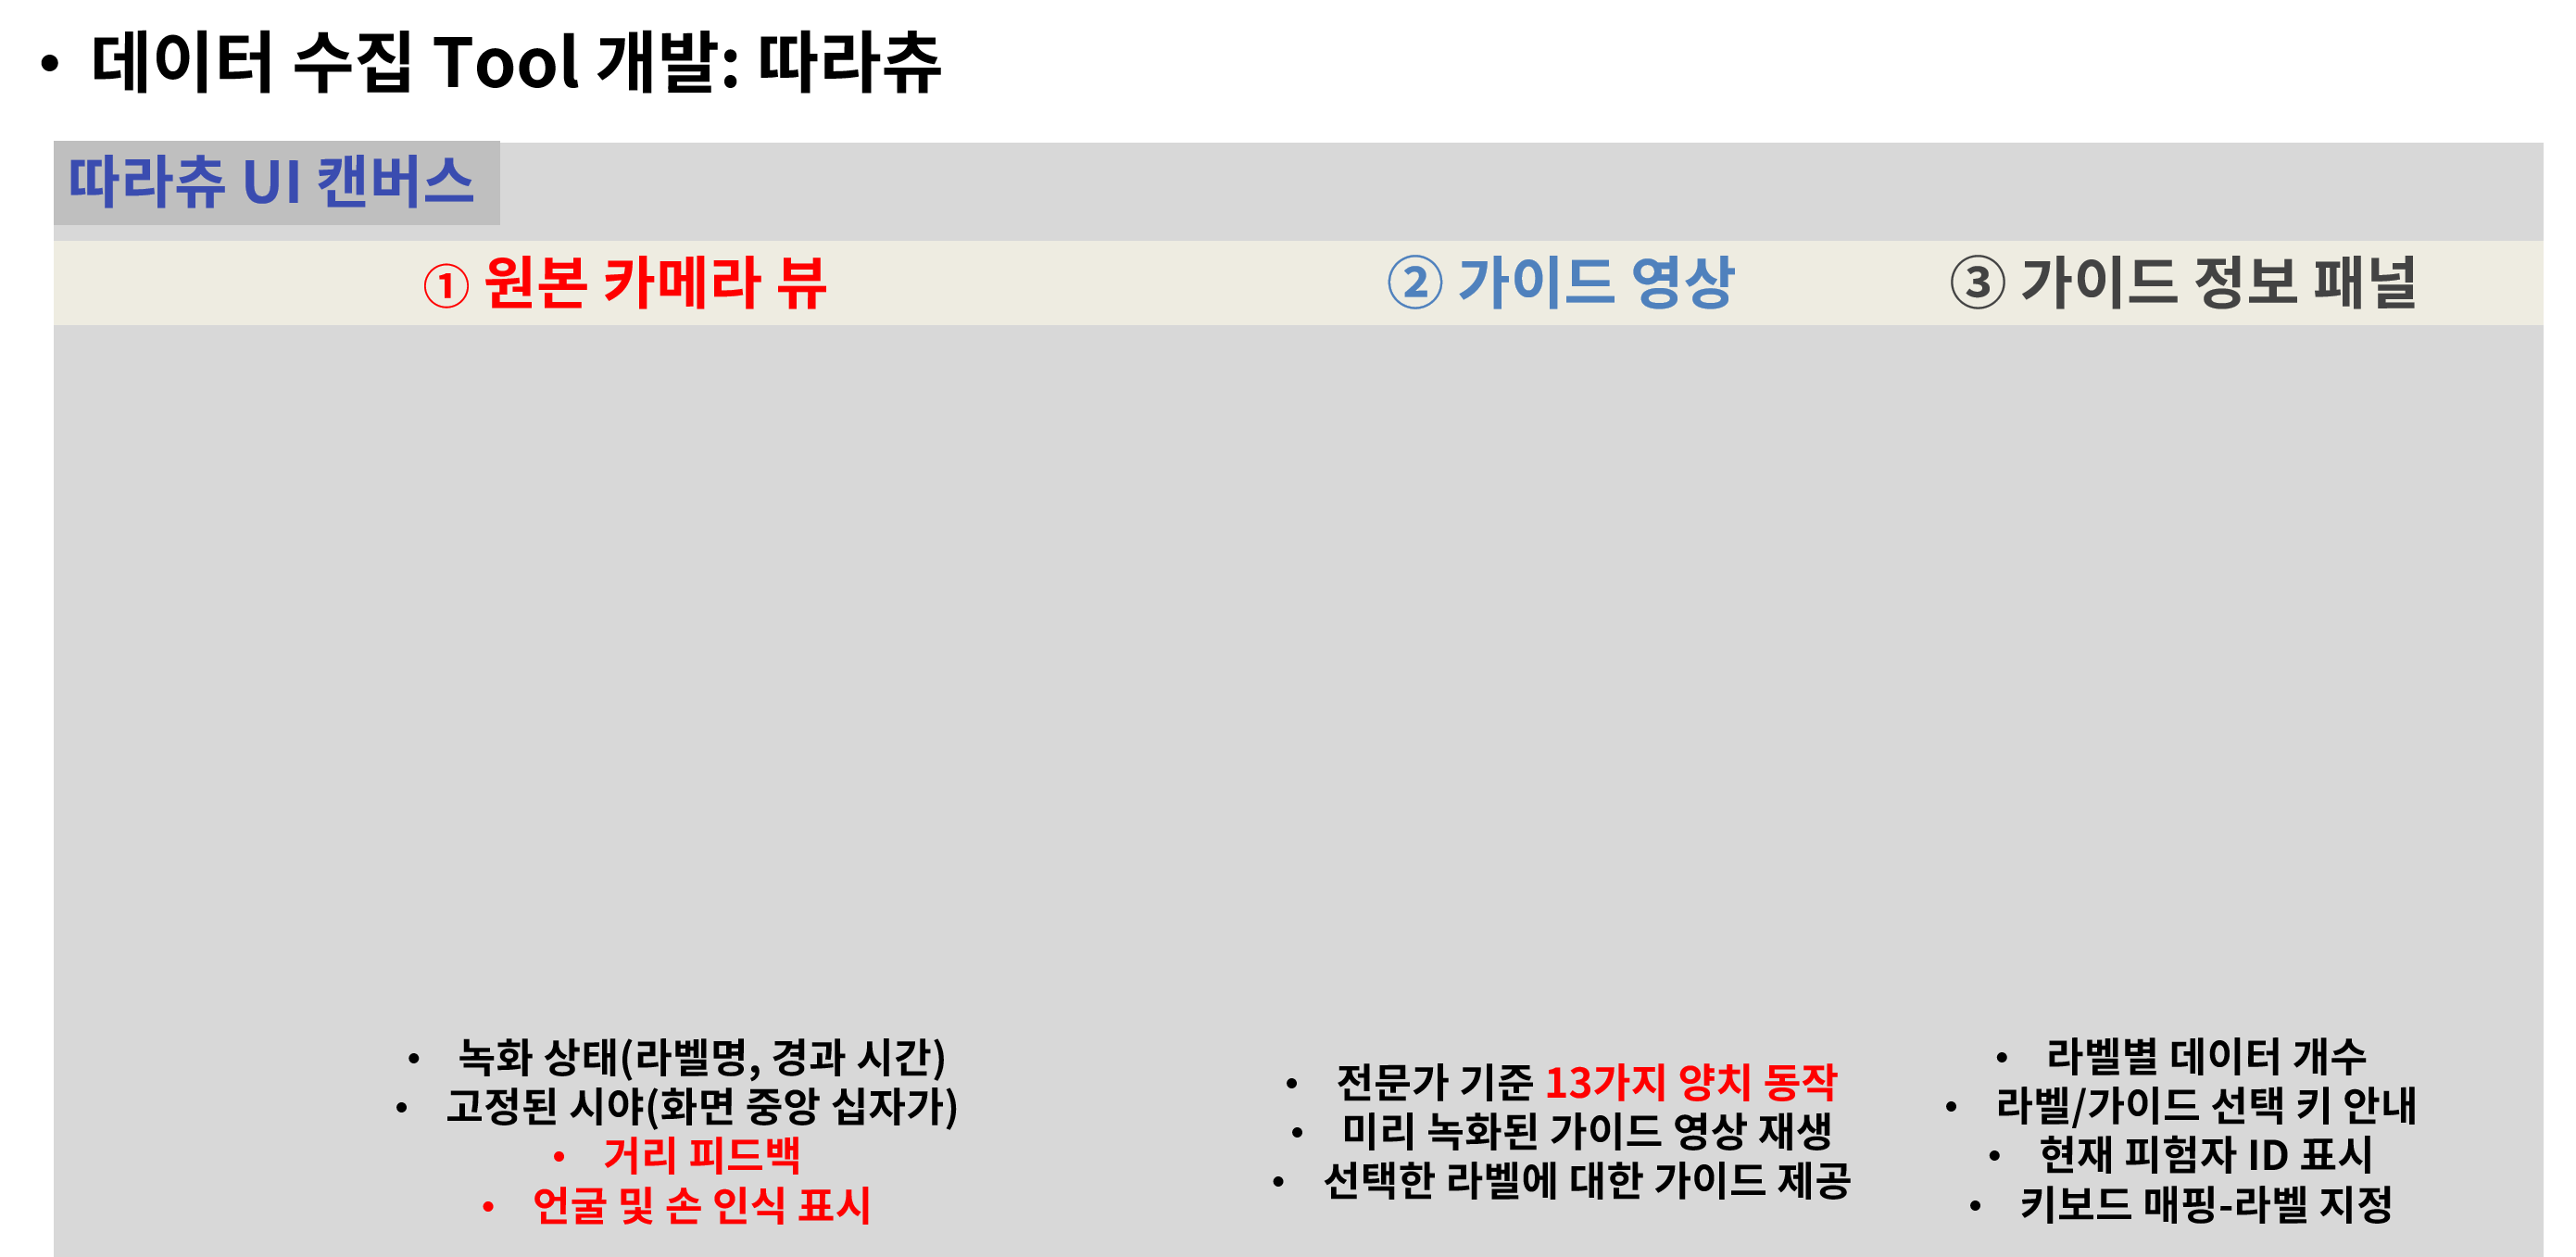 • 데이터 수집 Tool 개발: 따라츄
따라츄 UI 캔버스
① 원본 카메라 뷰
② 가이드 영상
③ 가이드 정보 패널
• 녹화 상태(라벨명, 경과 시간)
• 고정된 시야(화면 중앙 십자가)
• 거리 피드백
• 언굴 및 손 인식 표시
• 전문가 기준 13가지 양치 동작
• 미리 녹화된 가이드 영상 재생
• 선택한 라벨에 대한 가이드 제공
• 라벨별 데이터 개수
• 라벨/가이드 선택 키 안내
• 현재 피험자 ID 표시
• 키보드 매핑-라벨 지정